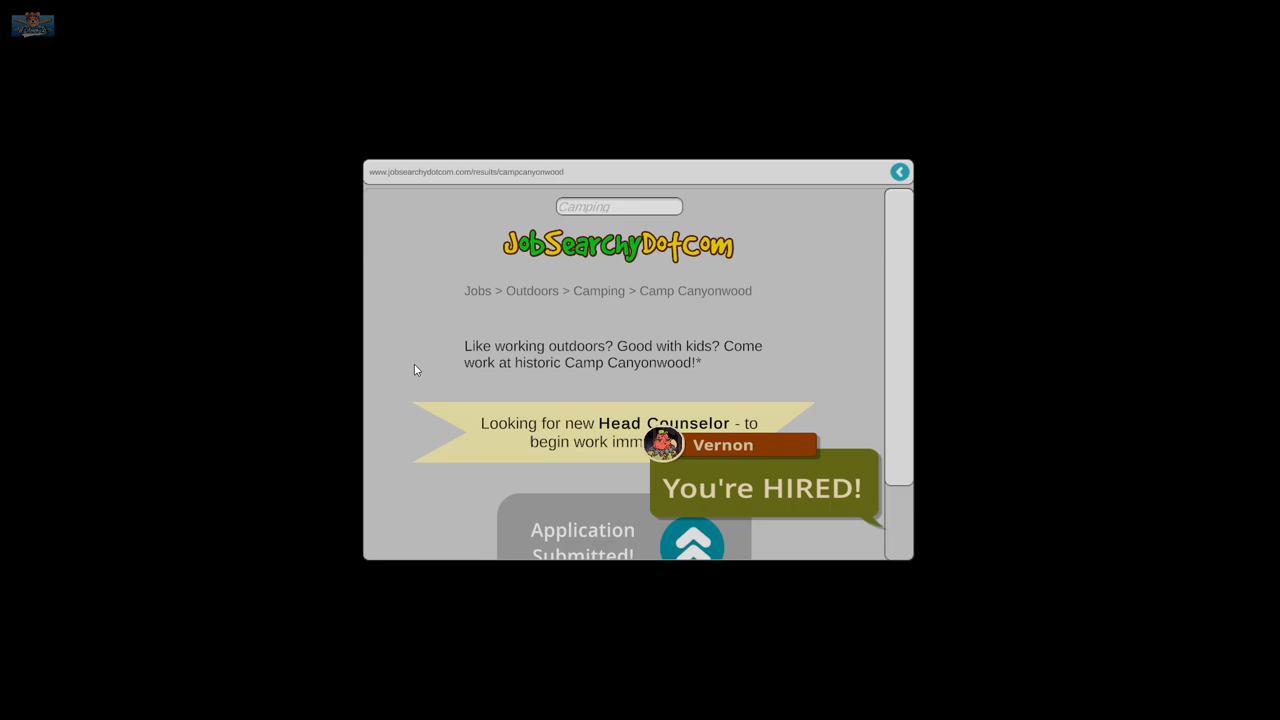 www.jobsearchydotcom.com/results/campcanyonwood
Camping
JobSearchyDotCom
Jobs > Outdoors > Camping > Camp Canyonwood
Like working outdoors? Good with kids? Come
work at historic Camp Canyonwood!*
Looking for new Head Counselor - to
begin work imm
Vernon
You're HIRED!
Application
Submitted!